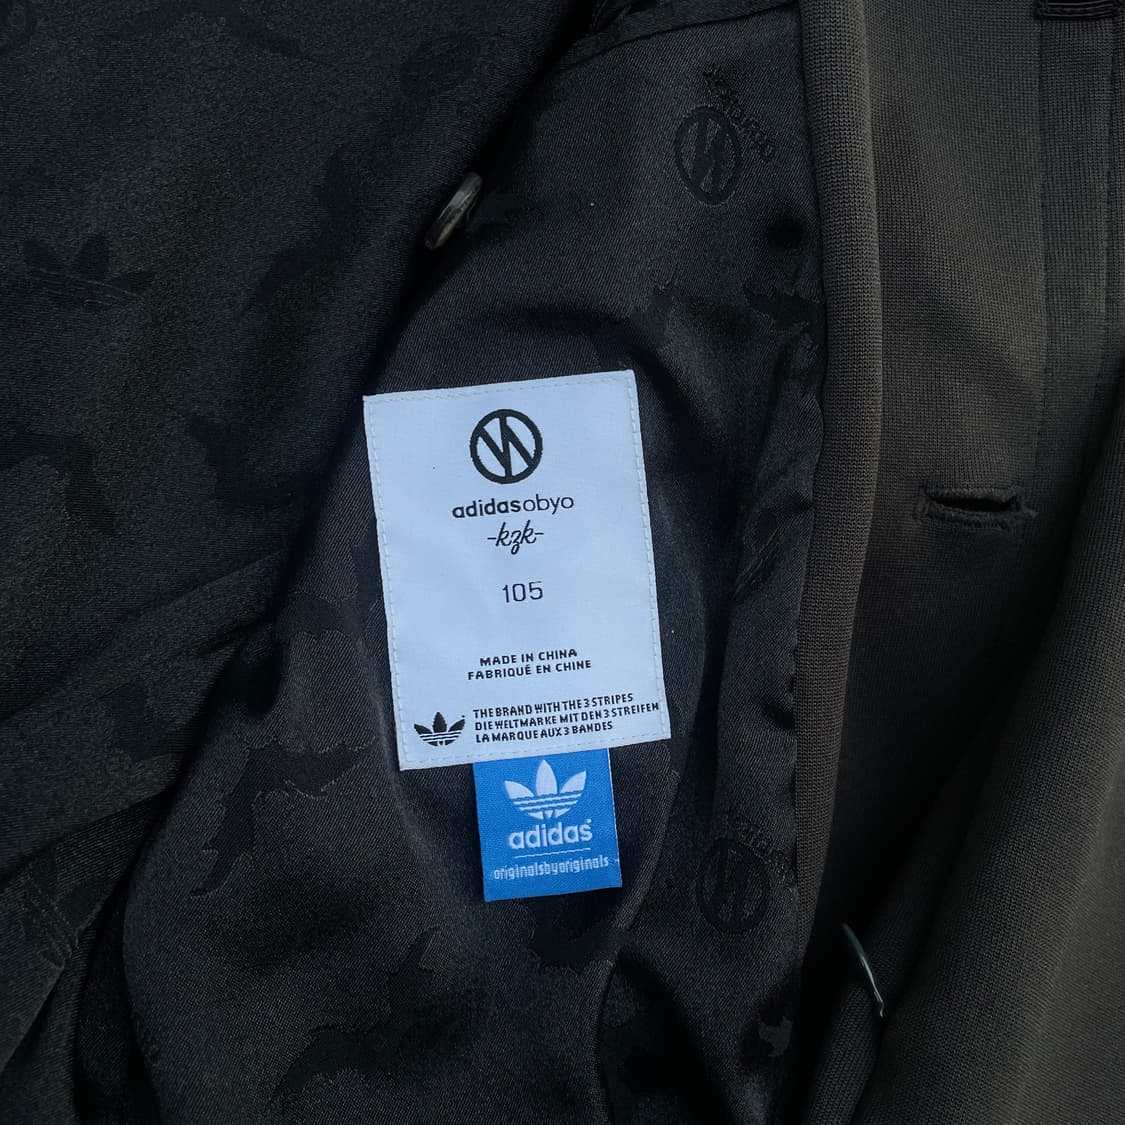 adidasobyo
-kzk-
105
MADE IN CHINA
FABRIQUÉ EN CHINE
THE BRAND WITH THE 3 STRIPES
DIE WELTMARKE MIT DEN 3 STREIFEN
LA MARQUE AUX 3 BANDES
adidas
originalsbyoriginals